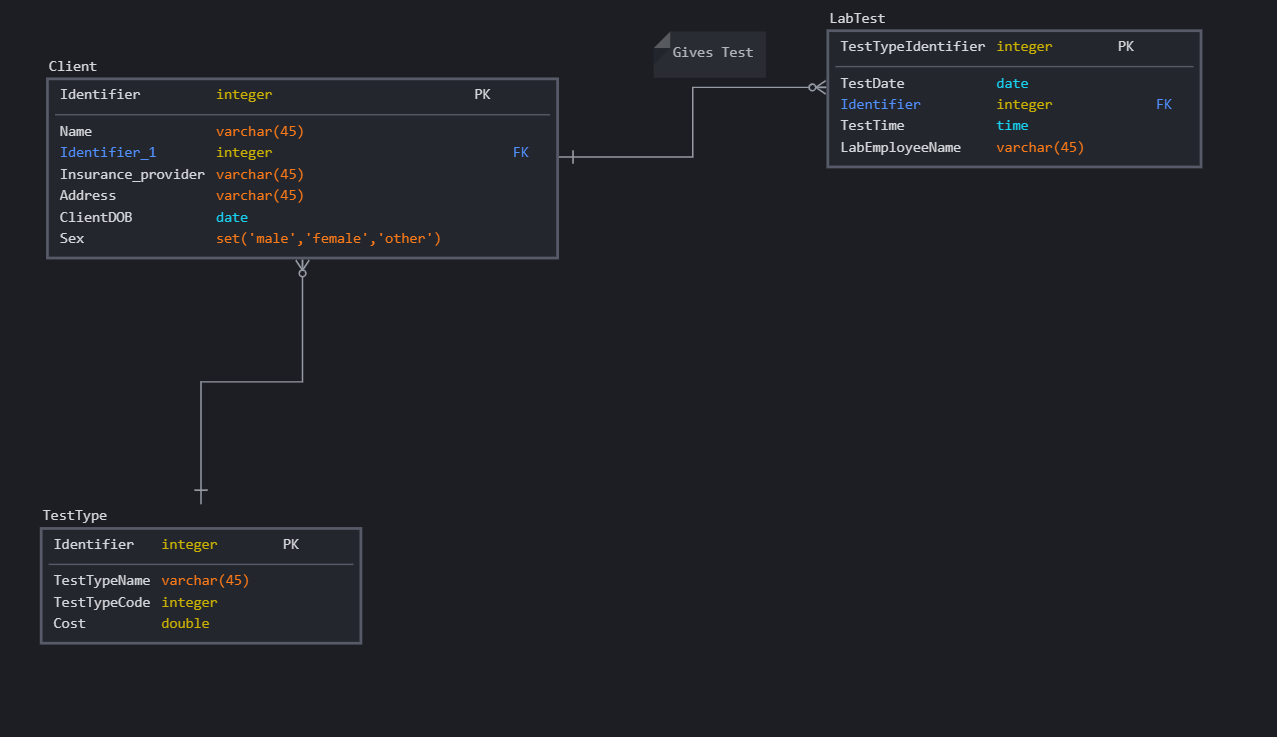 LabTest
TestTypeIdentifier integer PK
TestDate date
Identifier integer FK
TestTime time
LabEmployeeName varchar(45)
Gives Test
Client
Identifier integer PK
Name varchar(45)
Identifier_1 integer FK
Insurance_provider varchar(45)
Address varchar(45)
ClientDOB date
Sex set('male','female','other')
TestType
Identifier integer PK
TestTypeName varchar(45)
TestTypeCode integer
Cost double